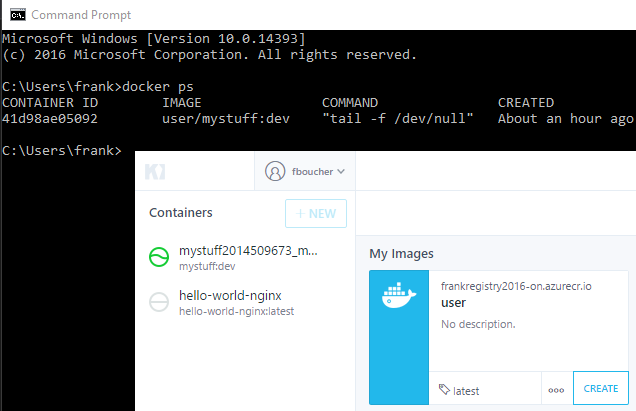 Command Prompt
Microsoft Windows [Version 10.0.14393]
(c) 2016 Microsoft Corporation. All rights reserved.
C:\Users\frank>docker ps
CONTAINER ID IMAGE COMMAND CREATED
41d98ae05092 user/mystuff:dev "tail -f /dev/null" About an hour ago
C:\Users\frank>
fboucher
Containers
+ NEW
mystuff2014509673_m...
mystuff:dev
hello-world-nginx
hello-world-nginx:latest
My Images
frankregistry2016-on.azurecr.io
user
No description.
latest
CREATE